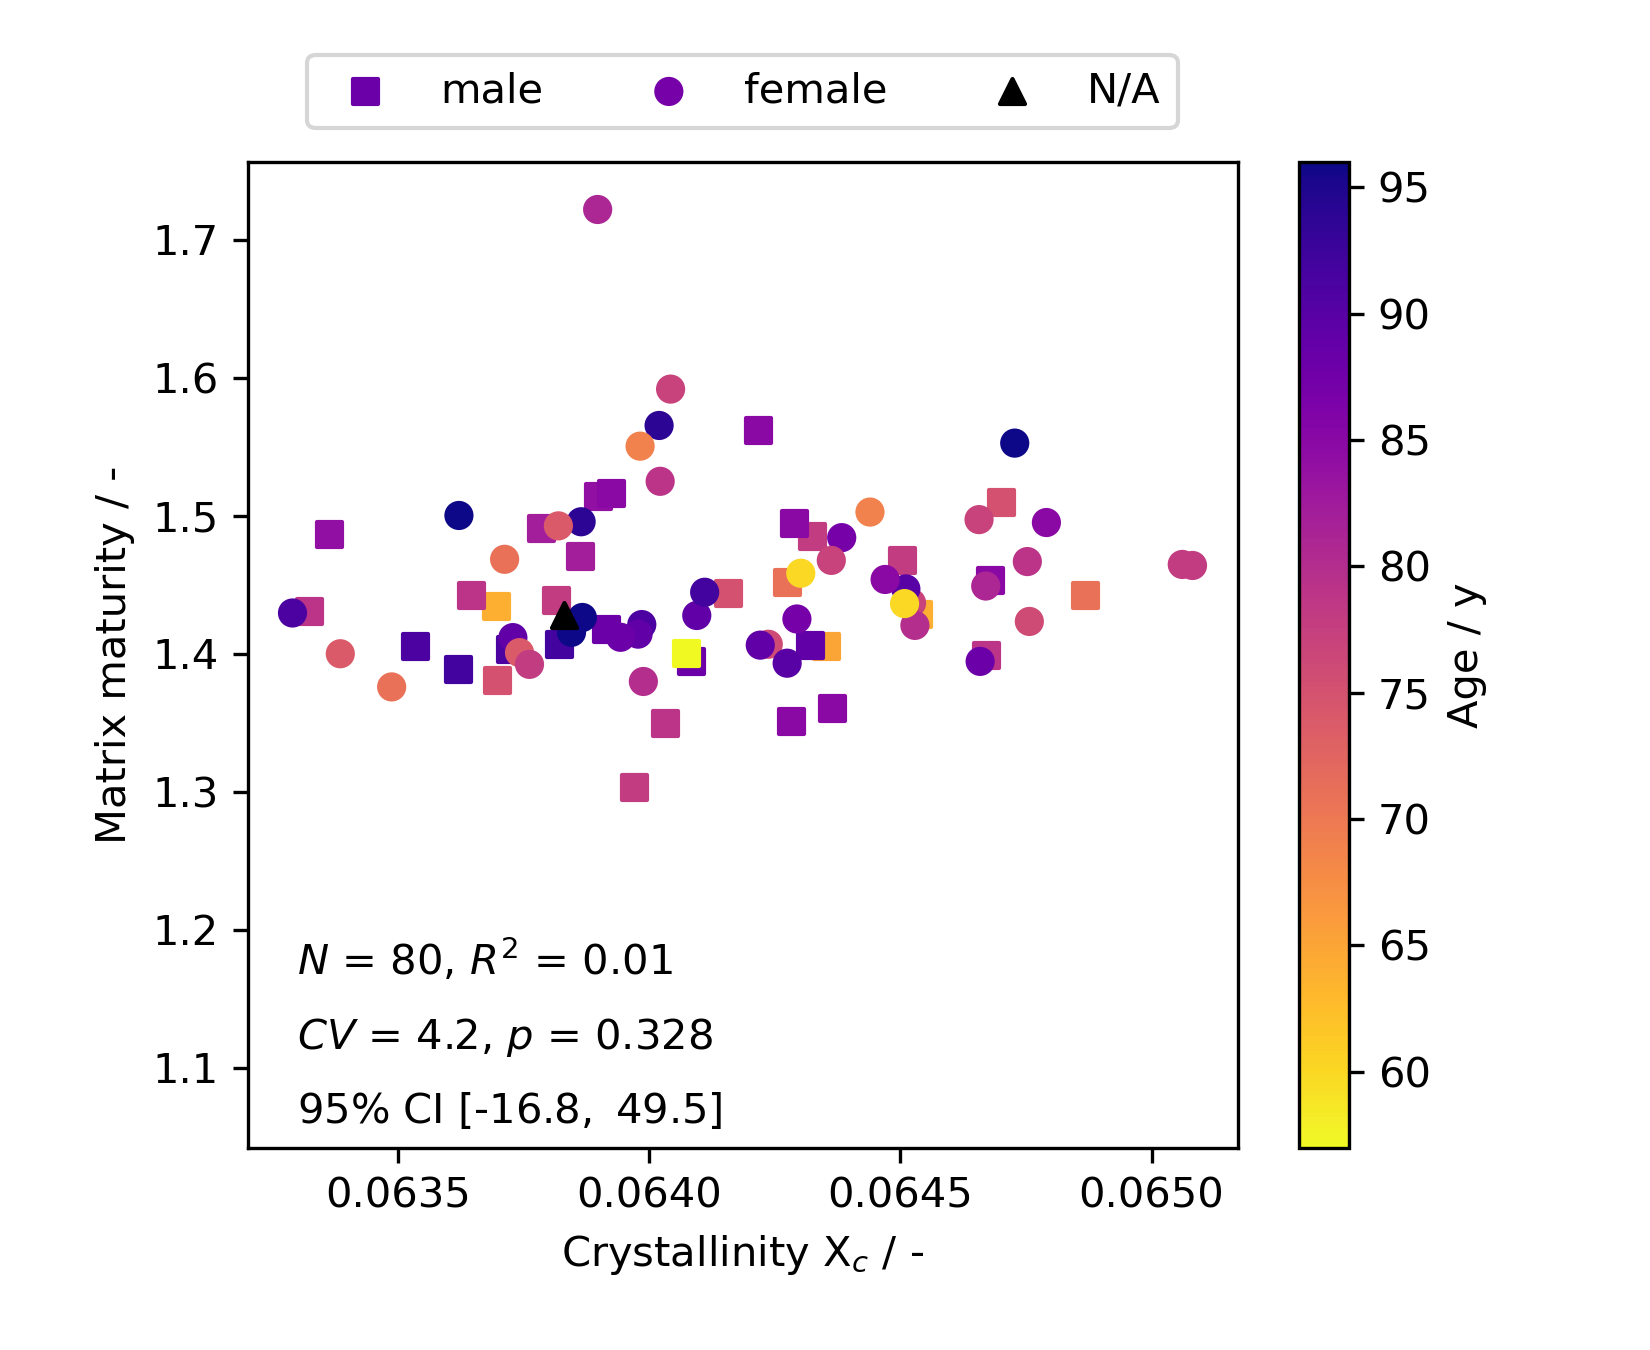 male female N/A
Matrix maturity / -
1.7
1.6
1.5
1.4
1.3
1.2
1.1
N = 80, R² = 0.01
CV = 4.2, p = 0.328
95% CI [-16.8, 49.5]
0.0635 0.0640 0.0645 0.0650
Crystallinity X_c / -
95
90
85
80
75
70
65
60
Age / y